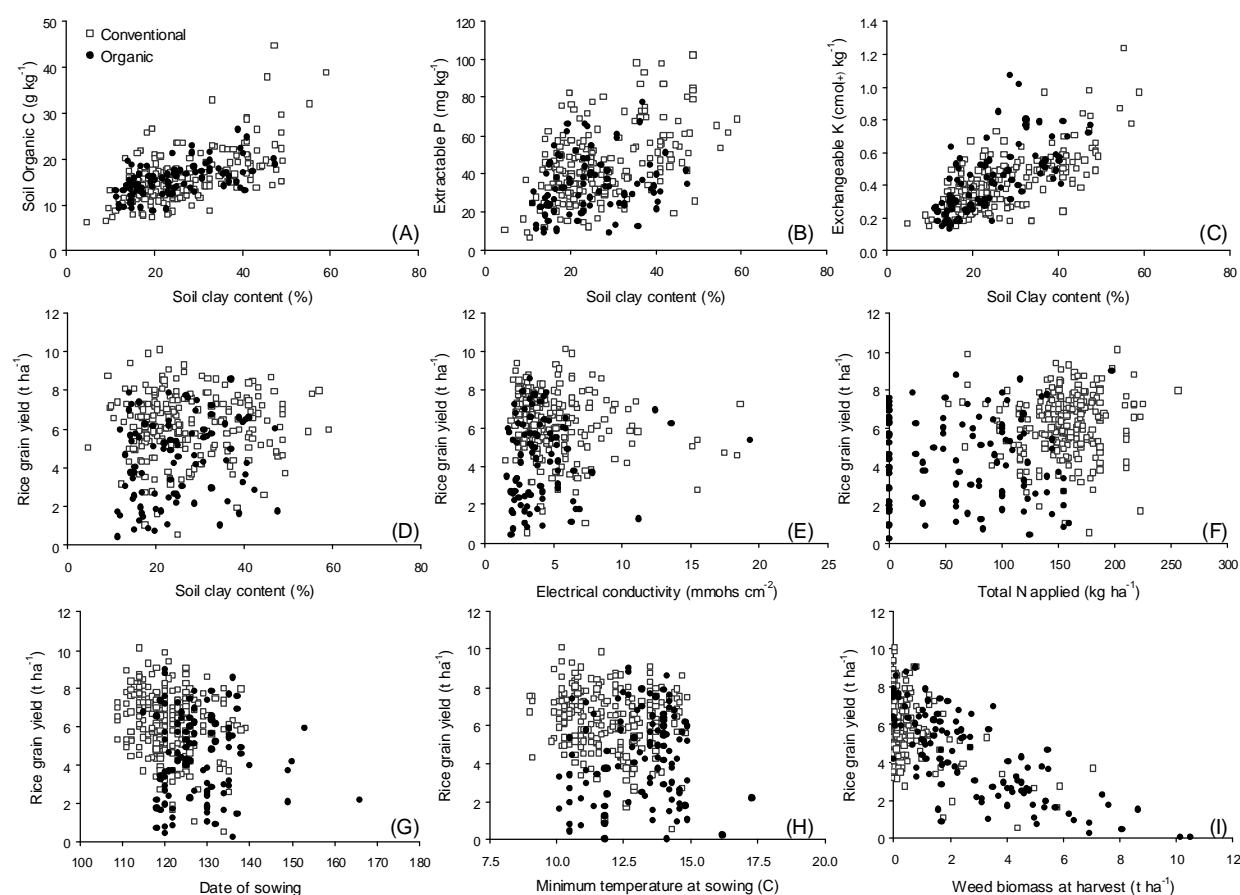 50
40
30
20
10
0
Soil Organic C (g kg⁻¹)
□ Conventional
● Organic
(A)
0 20 40 60 80
Soil clay content (%)
120
100
80
60
40
20
0
Extractable P (mg kg⁻¹)
(B)
0 20 40 60 80
Soil clay content (%)
1.4
1.2
1.0
0.8
0.6
0.4
0.2
0.0
Exchangeable K (cmol(+) kg⁻¹)
(C)
0 20 40 60 80
Soil Clay content (%)
12
10
8
6
4
2
0
Rice grain yield (t ha⁻¹)
(D)
0 20 40 60 80
Soil clay content (%)
12
10
8
6
4
2
0
Rice grain yield (t ha⁻¹)
(E)
0 5 10 15 20 25
Electrical conductivity (mmohs cm⁻²)
12
10
8
6
4
2
0
Rice grain yield (t ha⁻¹)
(F)
0 50 100 150 200 250 300
Total N applied (kg ha⁻¹)
12
10
8
6
4
2
0
Rice grain yield (t ha⁻¹)
(G)
100 110 120 130 140 150 160 170
Date of sowing
12
10
8
6
4
2
0
Rice grain yield (t ha⁻¹)
(H)
7.5 10.0 12.5 15.0 17.5 20.0
Minimum temperature at sowing (C)
12
10
8
6
4
2
0
Rice grain yield (t ha⁻¹)
(I)
0 2 4 6 8 10 12
Weed biomass at harvest (t ha⁻¹)